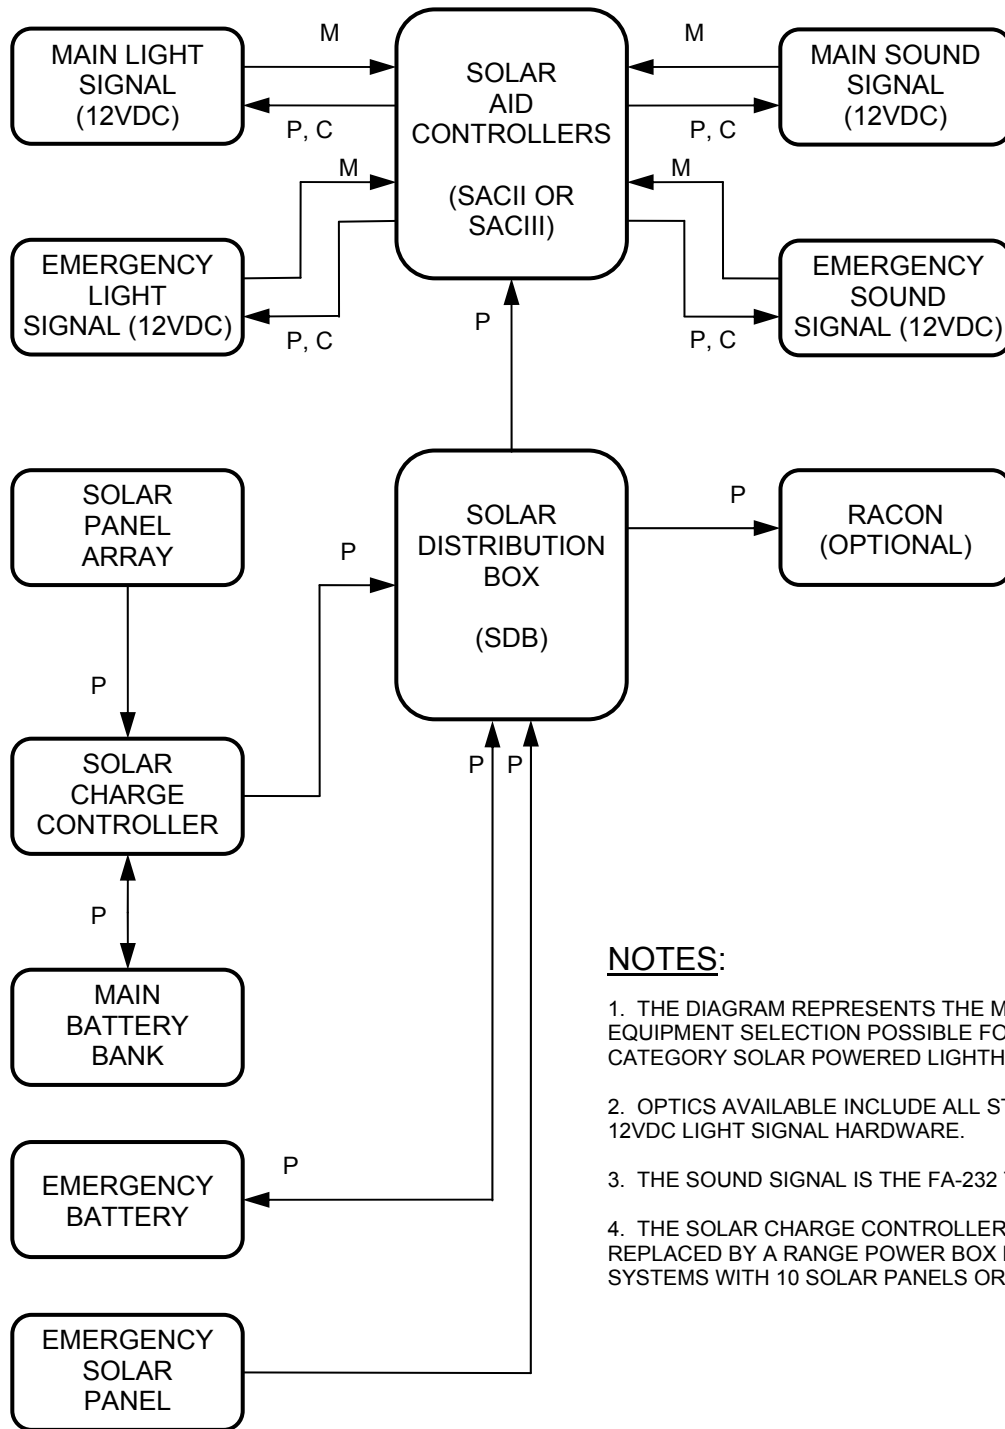 MAIN LIGHT
SIGNAL
(12VDC)
M
P, C
SOLAR
AID
CONTROLLERS
(SACII OR
SACIII)
M
P, C
MAIN SOUND
SIGNAL
(12VDC)
EMERGENCY
LIGHT
SIGNAL (12VDC)
M
P, C
P
M
P, C
EMERGENCY
SOUND
SIGNAL (12VDC)
SOLAR
PANEL
ARRAY
P
SOLAR
DISTRIBUTION
BOX
(SDB)
P
RACON
(OPTIONAL)
P
SOLAR
CHARGE
CONTROLLER
P
P
P
MAIN
BATTERY
BANK
P
EMERGENCY
BATTERY
EMERGENCY
SOLAR
PANEL
NOTES:
1. THE DIAGRAM REPRESENTS THE M
EQUIPMENT SELECTION POSSIBLE FO
CATEGORY SOLAR POWERED LIGHTH
2. OPTICS AVAILABLE INCLUDE ALL ST
12VDC LIGHT SIGNAL HARDWARE.
3. THE SOUND SIGNAL IS THE FA-232
4. THE SOLAR CHARGE CONTROLLER
REPLACED BY A RANGE POWER BOX
SYSTEMS WITH 10 SOLAR PANELS OR